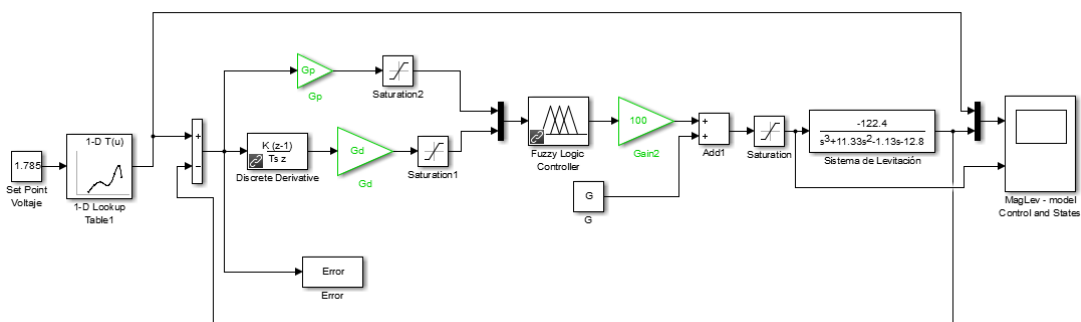 1.785
Set Point
Voltaje
1-D T(u)
1-D Lookup
Table1
+
−
Gp
Gp
Saturation2
K (z-1)
Ts z
Discrete Derivative
Gd
Gd
Saturation1
Error
Error
Fuzzy Logic
Controller
100
Gain2
G
G
+
+
Add1
Saturation
-122.4
s³+11.33s²-1.13s-12.8
Sistema de Levitación
MagLev - model
Control and States